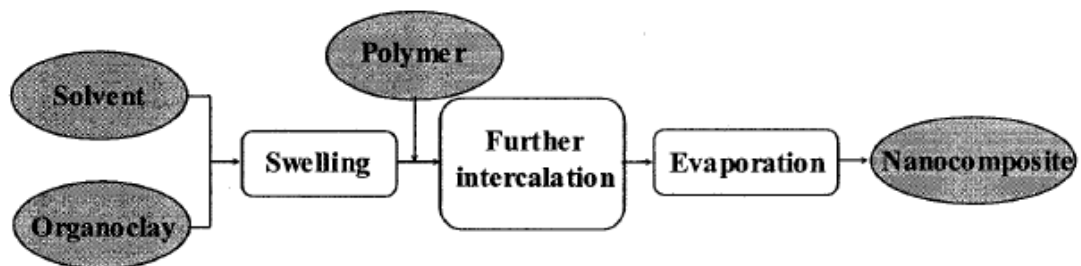 Polymer
Solvent
Swelling
Further
intercalation
Evaporation
Nanocomposite
Organoclay